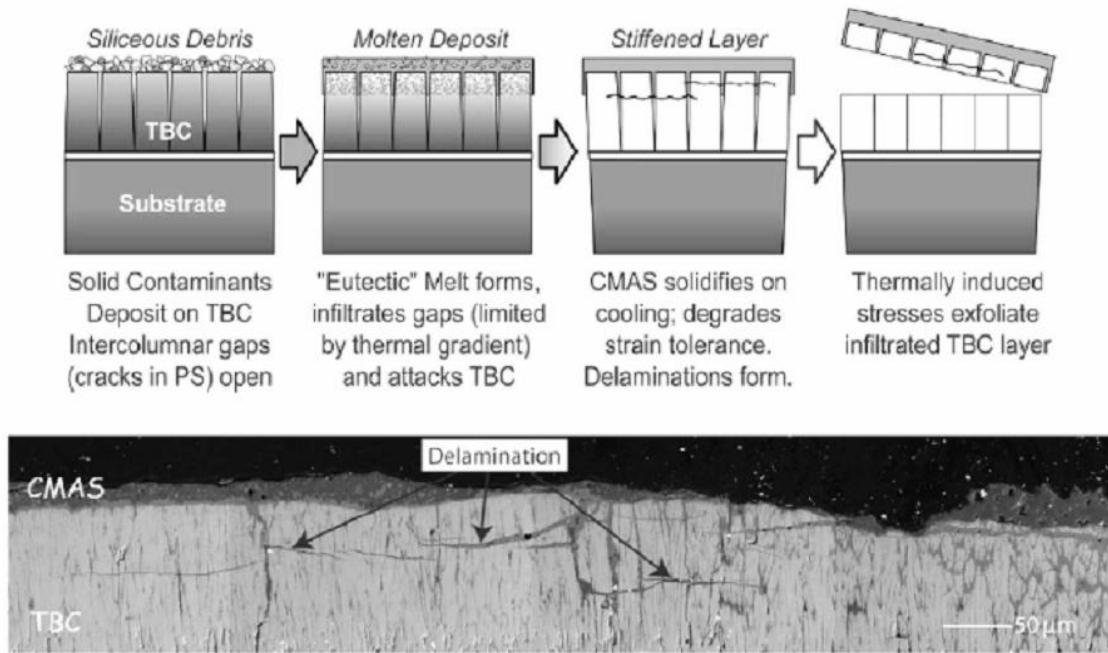 Siliceous Debris
Molten Deposit
Stiffened Layer
TBC
Substrate
Solid Contaminants
Deposit on TBC
Intercolumnar gaps
(cracks in PS) open
"Eutectic" Melt forms,
infiltrates gaps (limited
by thermal gradient)
and attacks TBC
CMAS solidifies on
cooling; degrades
strain tolerance.
Delaminations form.
Thermally induced
stresses exfoliate
infiltrated TBC layer
Delamination
CMAS
TBC
50 μm